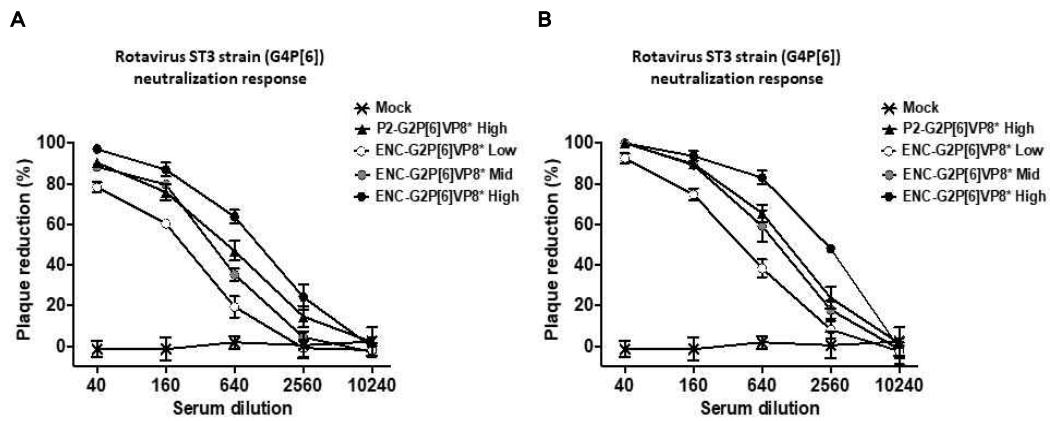 A
Rotavirus ST3 strain (G4P[6])
neutralization response
Mock
P2-G2P[6]VP8* High
ENC-G2P[6]VP8* Low
ENC-G2P[6]VP8* Mid
ENC-G2P[6]VP8* High
Plaque reduction (%)
100
80
60
40
20
0
40 160 640 2560 10240
Serum dilution
B
Rotavirus ST3 strain (G4P[6])
neutralization response
Mock
P2-G2P[6]VP8* High
ENC-G2P[6]VP8* Low
ENC-G2P[6]VP8* Mid
ENC-G2P[6]VP8* High
Plaque reduction (%)
100
80
60
40
20
0
40 160 640 2560 10240
Serum dilution